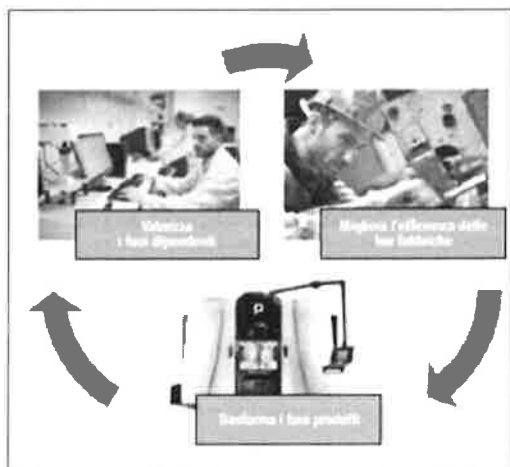 Valorizza
i tuoi dipendenti
Migliora l'efficienza delle
tue fabbriche
Trasforma i tuoi prodotti